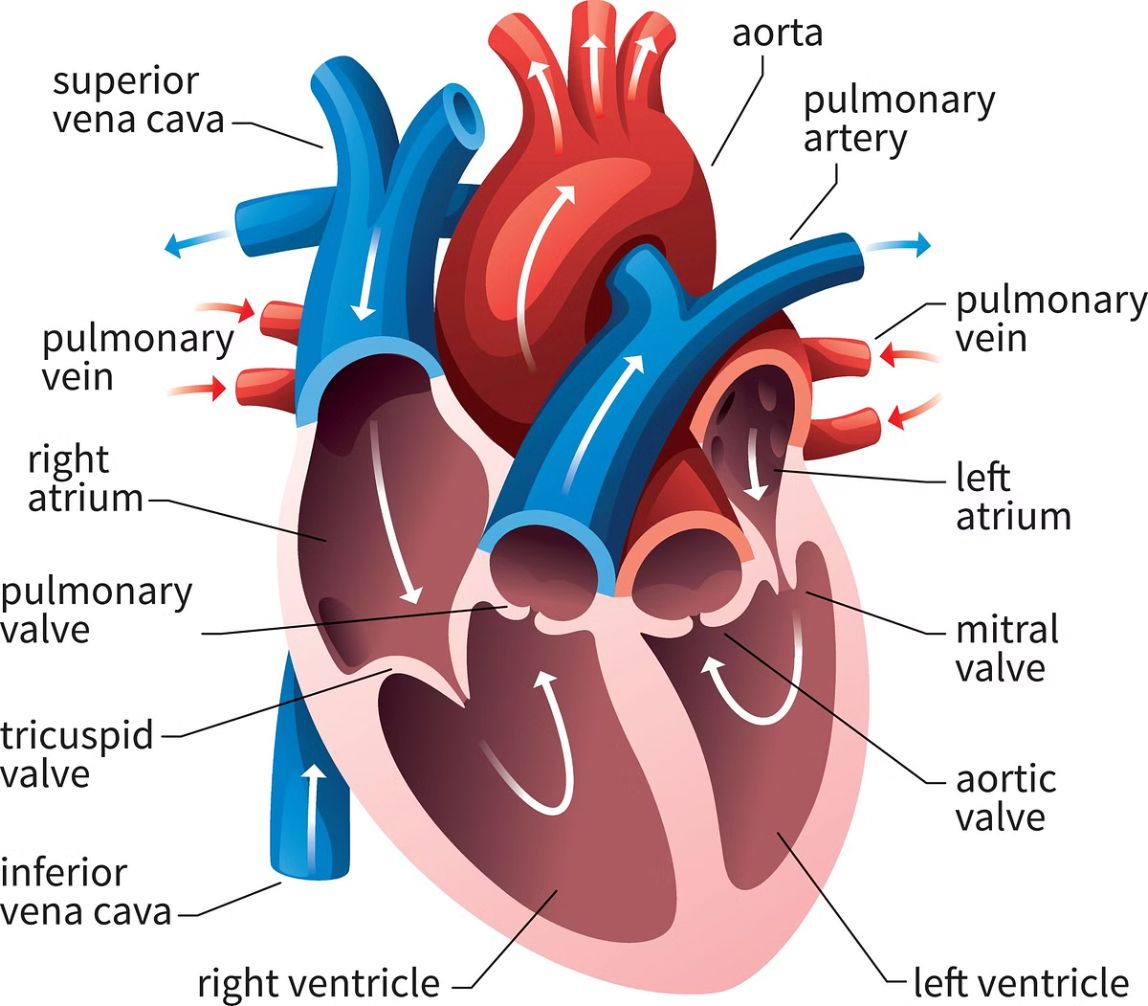 aorta
superior
vena cava
pulmonary
artery
pulmonary
vein
pulmonary
vein
right
atrium
left
atrium
pulmonary
valve
mitral
valve
tricuspid
valve
aortic
valve
inferior
vena cava
right ventricle
left ventricle